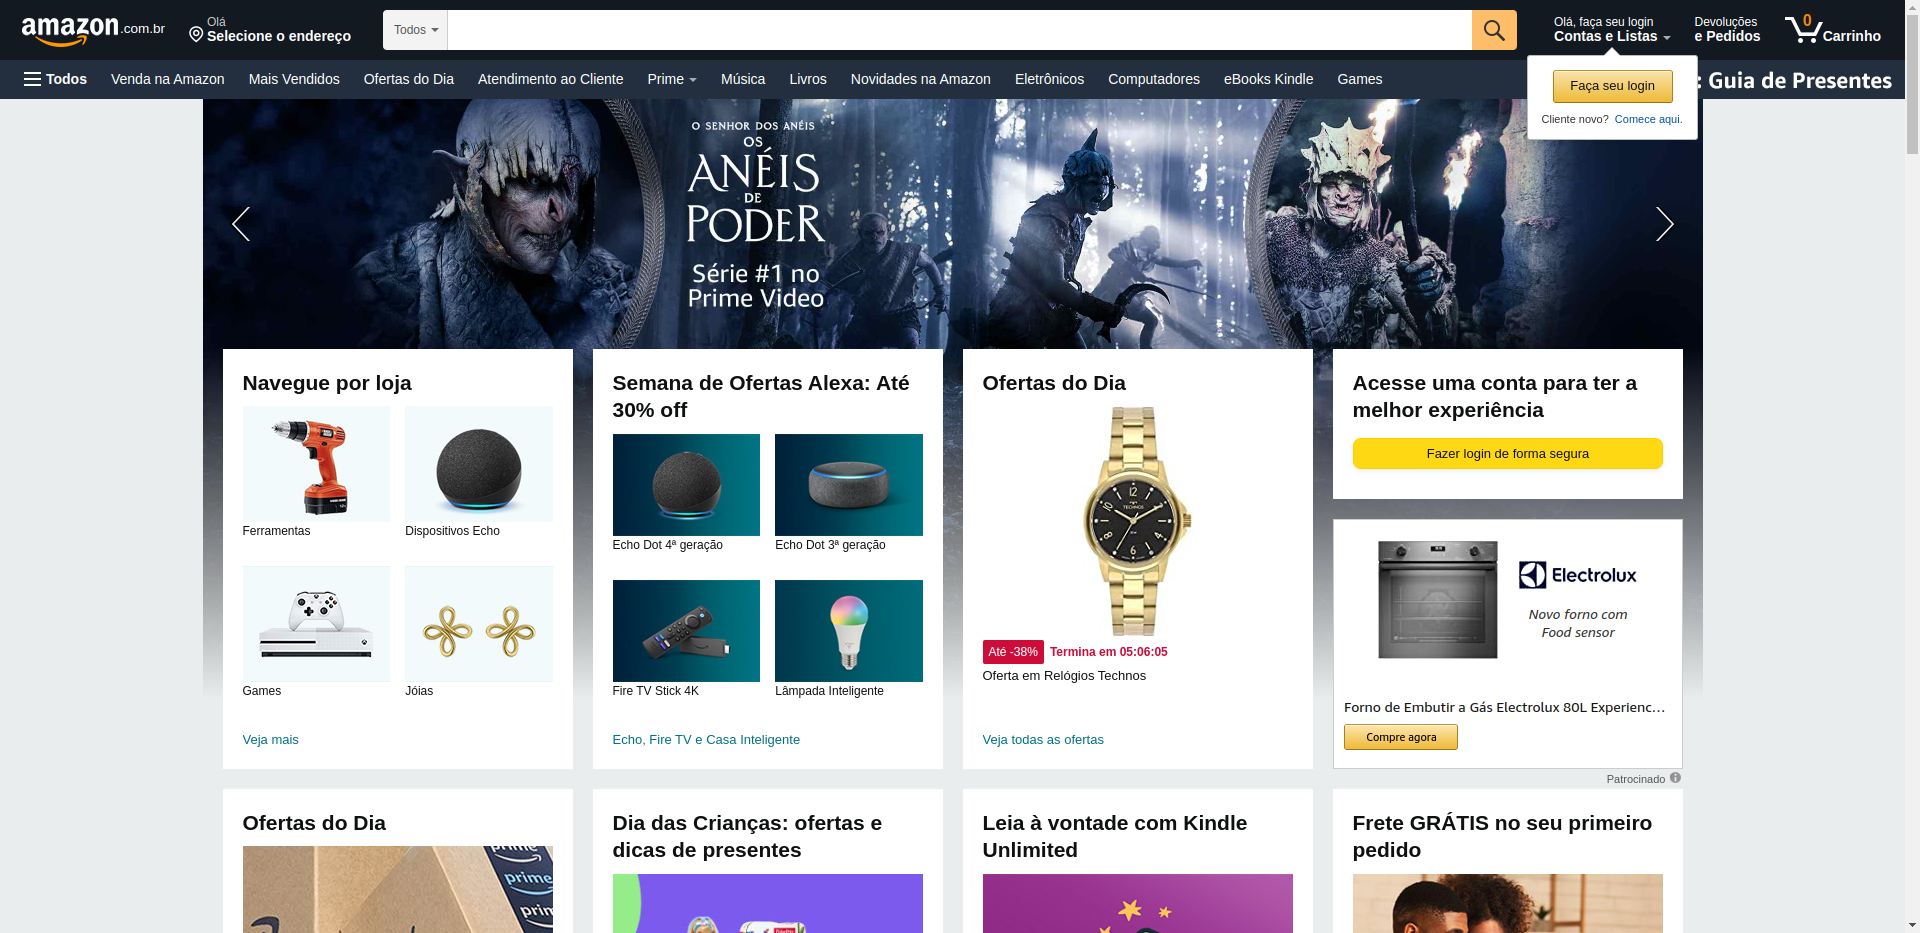 amazon.com.br
Olá
Selecione o endereço
Todos
Olá, faça seu login
Contas e Listas
Devoluções
e Pedidos
0
Carrinho
Todos
Venda na Amazon
Mais Vendidos
Ofertas do Dia
Atendimento ao Cliente
Prime
Música
Livros
Novidades na Amazon
Eletrônicos
Computadores
eBooks Kindle
Games
: Guia de Presentes
Faça seu login
Cliente novo? Comece aqui.
O SENHOR DOS ANÉIS
OS
ANÉIS
DE
PODER
Série #1 no
Prime Video
Navegue por loja
Ferramentas
Dispositivos Echo
Games
Jóias
Veja mais
Semana de Ofertas Alexa: Até
30% off
Echo Dot 4ª geração
Echo Dot 3ª geração
Fire TV Stick 4K
Lâmpada Inteligente
Echo, Fire TV e Casa Inteligente
Ofertas do Dia
12
TECHNOS
6
Até -38%
Termina em 05:06:05
Oferta em Relógios Technos
Veja todas as ofertas
Acesse uma conta para ter a
melhor experiência
Fazer login de forma segura
Electrolux
Novo forno com
Food sensor
Forno de Embutir a Gás Electrolux 80L Experienc…
Compre agora
Patrocinado
Ofertas do Dia
prime
prime
Dia das Crianças: ofertas e
dicas de presentes
Leia à vontade com Kindle
Unlimited
Frete GRÁTIS no seu primeiro
pedido